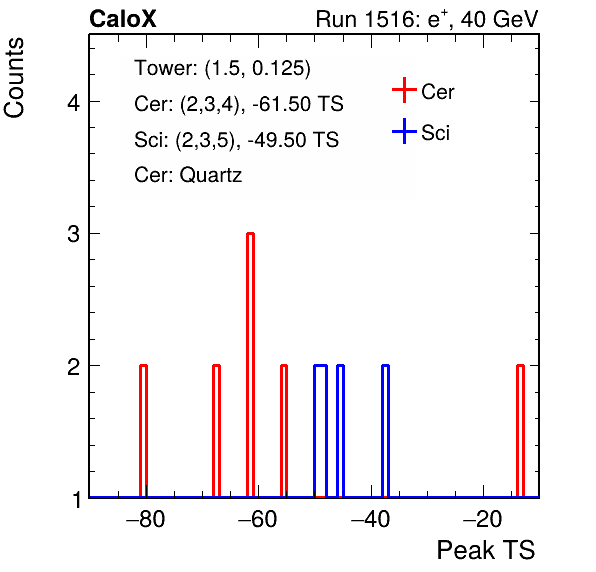 CaloX Run 1516: e⁺, 40 GeV
Counts
Tower: (1.5, 0.125)
Cer: (2,3,4), -61.50 TS
Sci: (2,3,5), -49.50 TS
Cer: Quartz
Cer
Sci
4
3
2
1
−80 −60 −40 −20
Peak TS